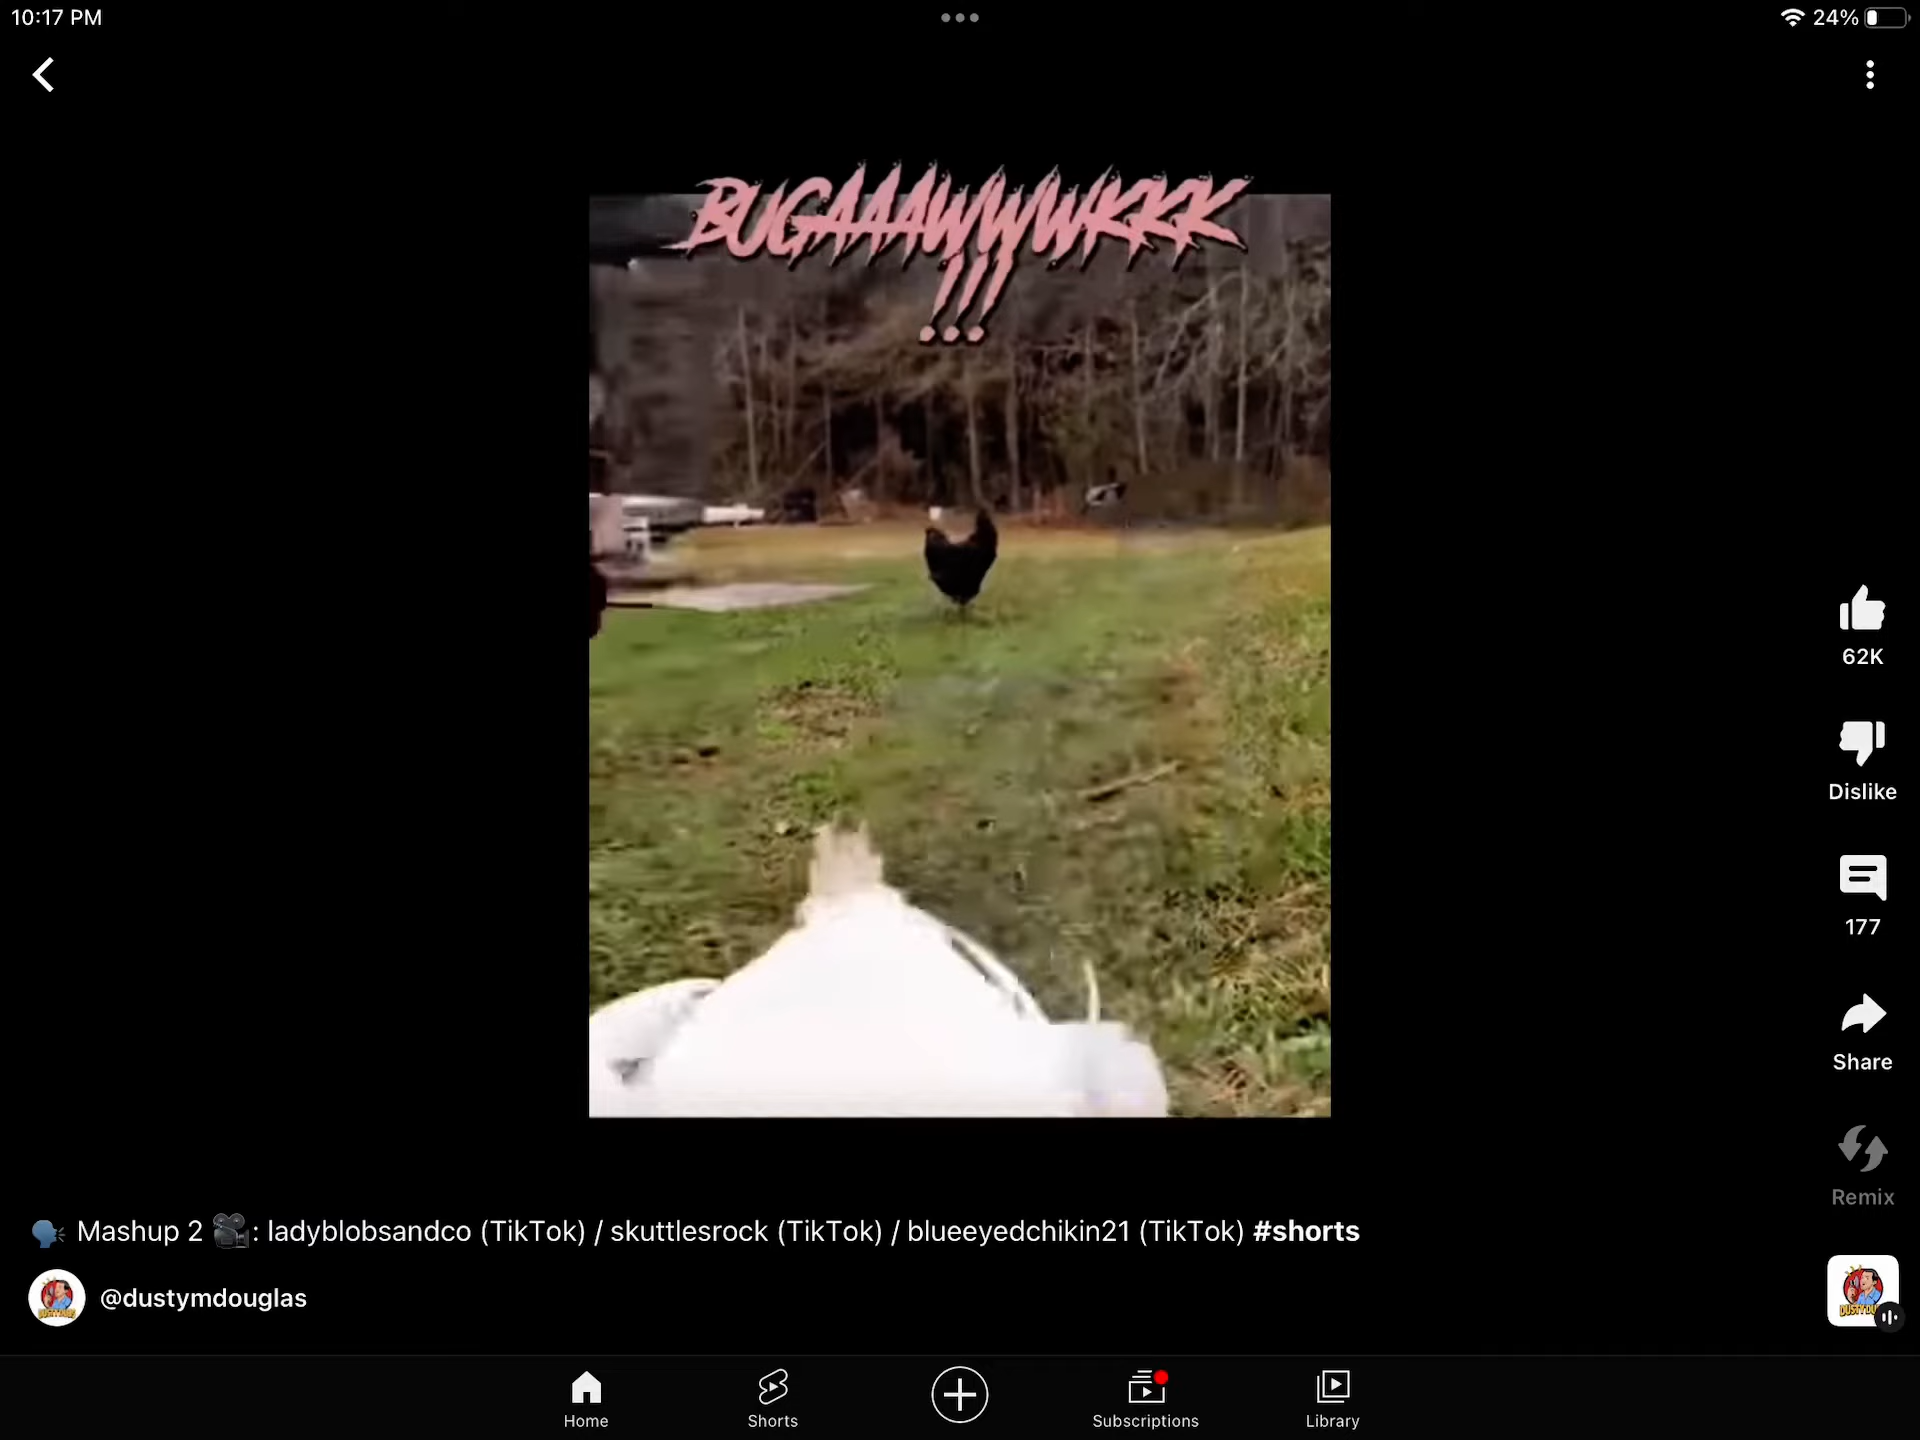 10:17 PM
24%
BUGAAAWWWKKK
!!!
62K
Dislike
177
Share
Remix
Mashup 2 : ladyblobsandco (TikTok) / skuttlesrock (TikTok) / blueeyedchikin21 (TikTok) #shorts
@dustymdouglas
Home
Shorts
Subscriptions
Library